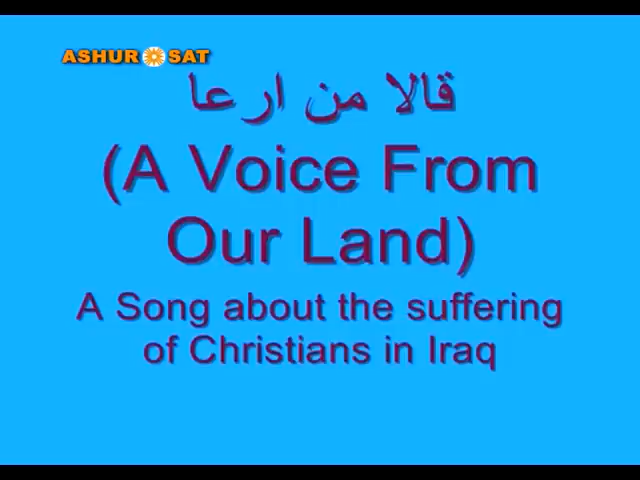 ASHUR SAT
قالا من ارعا
(A Voice From
Our Land)
A Song about the suffering
of Christians in Iraq